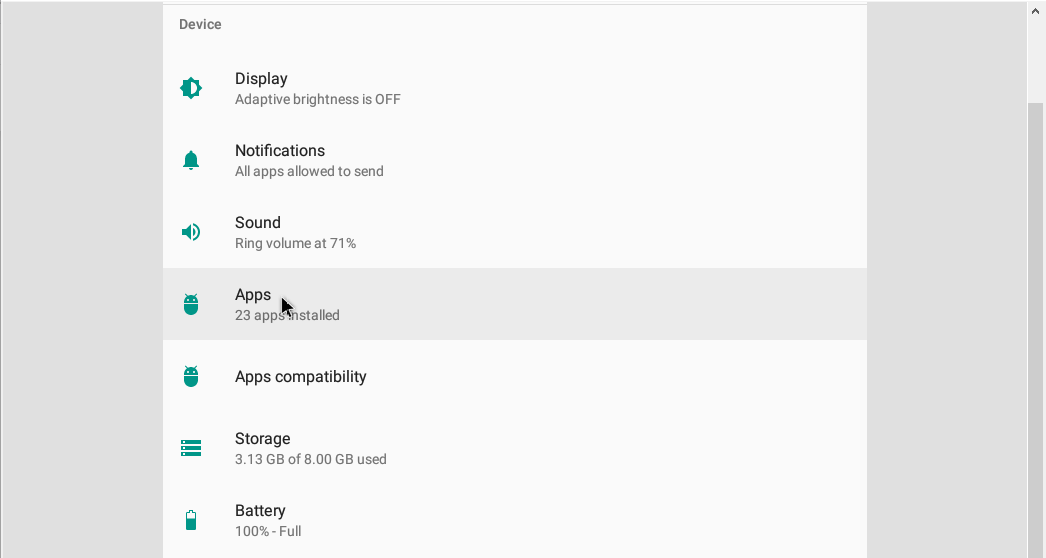 Device
Display
Adaptive brightness is OFF
Notifications
All apps allowed to send
Sound
Ring volume at 71%
Apps
23 apps installed
Apps compatibility
Storage
3.13 GB of 8.00 GB used
Battery
100% - Full